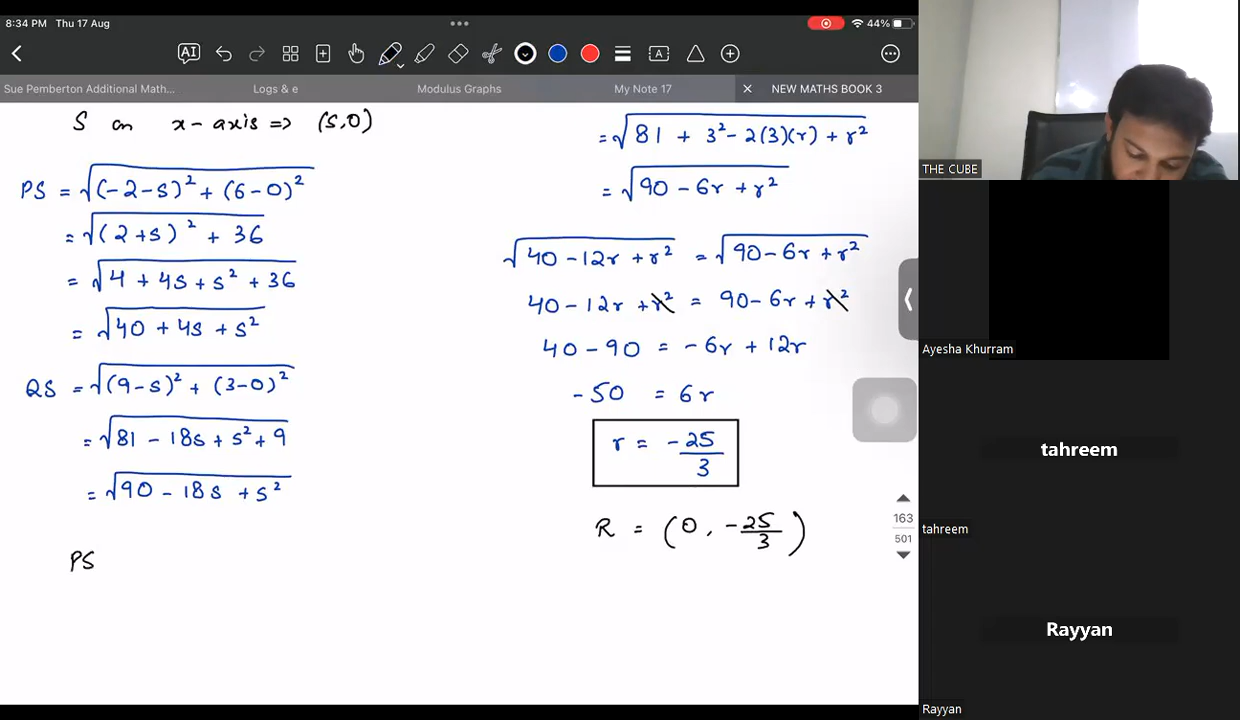 8:34 PM Thu 17 Aug
44%
AI
A
Sue Pemberton Additional Math...
Logs & e
Modulus Graphs
My Note 17
NEW MATHS BOOK 3
S on x-axis => (s,0)
PS = √((-2-s)² + (6-0)²)
= √((2+s)² + 36)
= √(4 + 4s + s² + 36)
= √(40 + 4s + s²)
QS = √((9-s)² + (3-0)²)
= √(81 - 18s + s² + 9)
= √(90 - 18s + s²)
PS
= √(81 + 3² - 2(3)(r) + r²)
= √(90 - 6r + r²)
√(40 - 12r + r²) = √(90 - 6r + r²)
40 - 12r + r² = 90 - 6r + r²
40 - 90 = -6r + 12r
-50 = 6r
r = -25/3
R = (0, -25/3)
163
501
THE CUBE
Ayesha Khurram
tahreem
tahreem
Rayyan
Rayyan